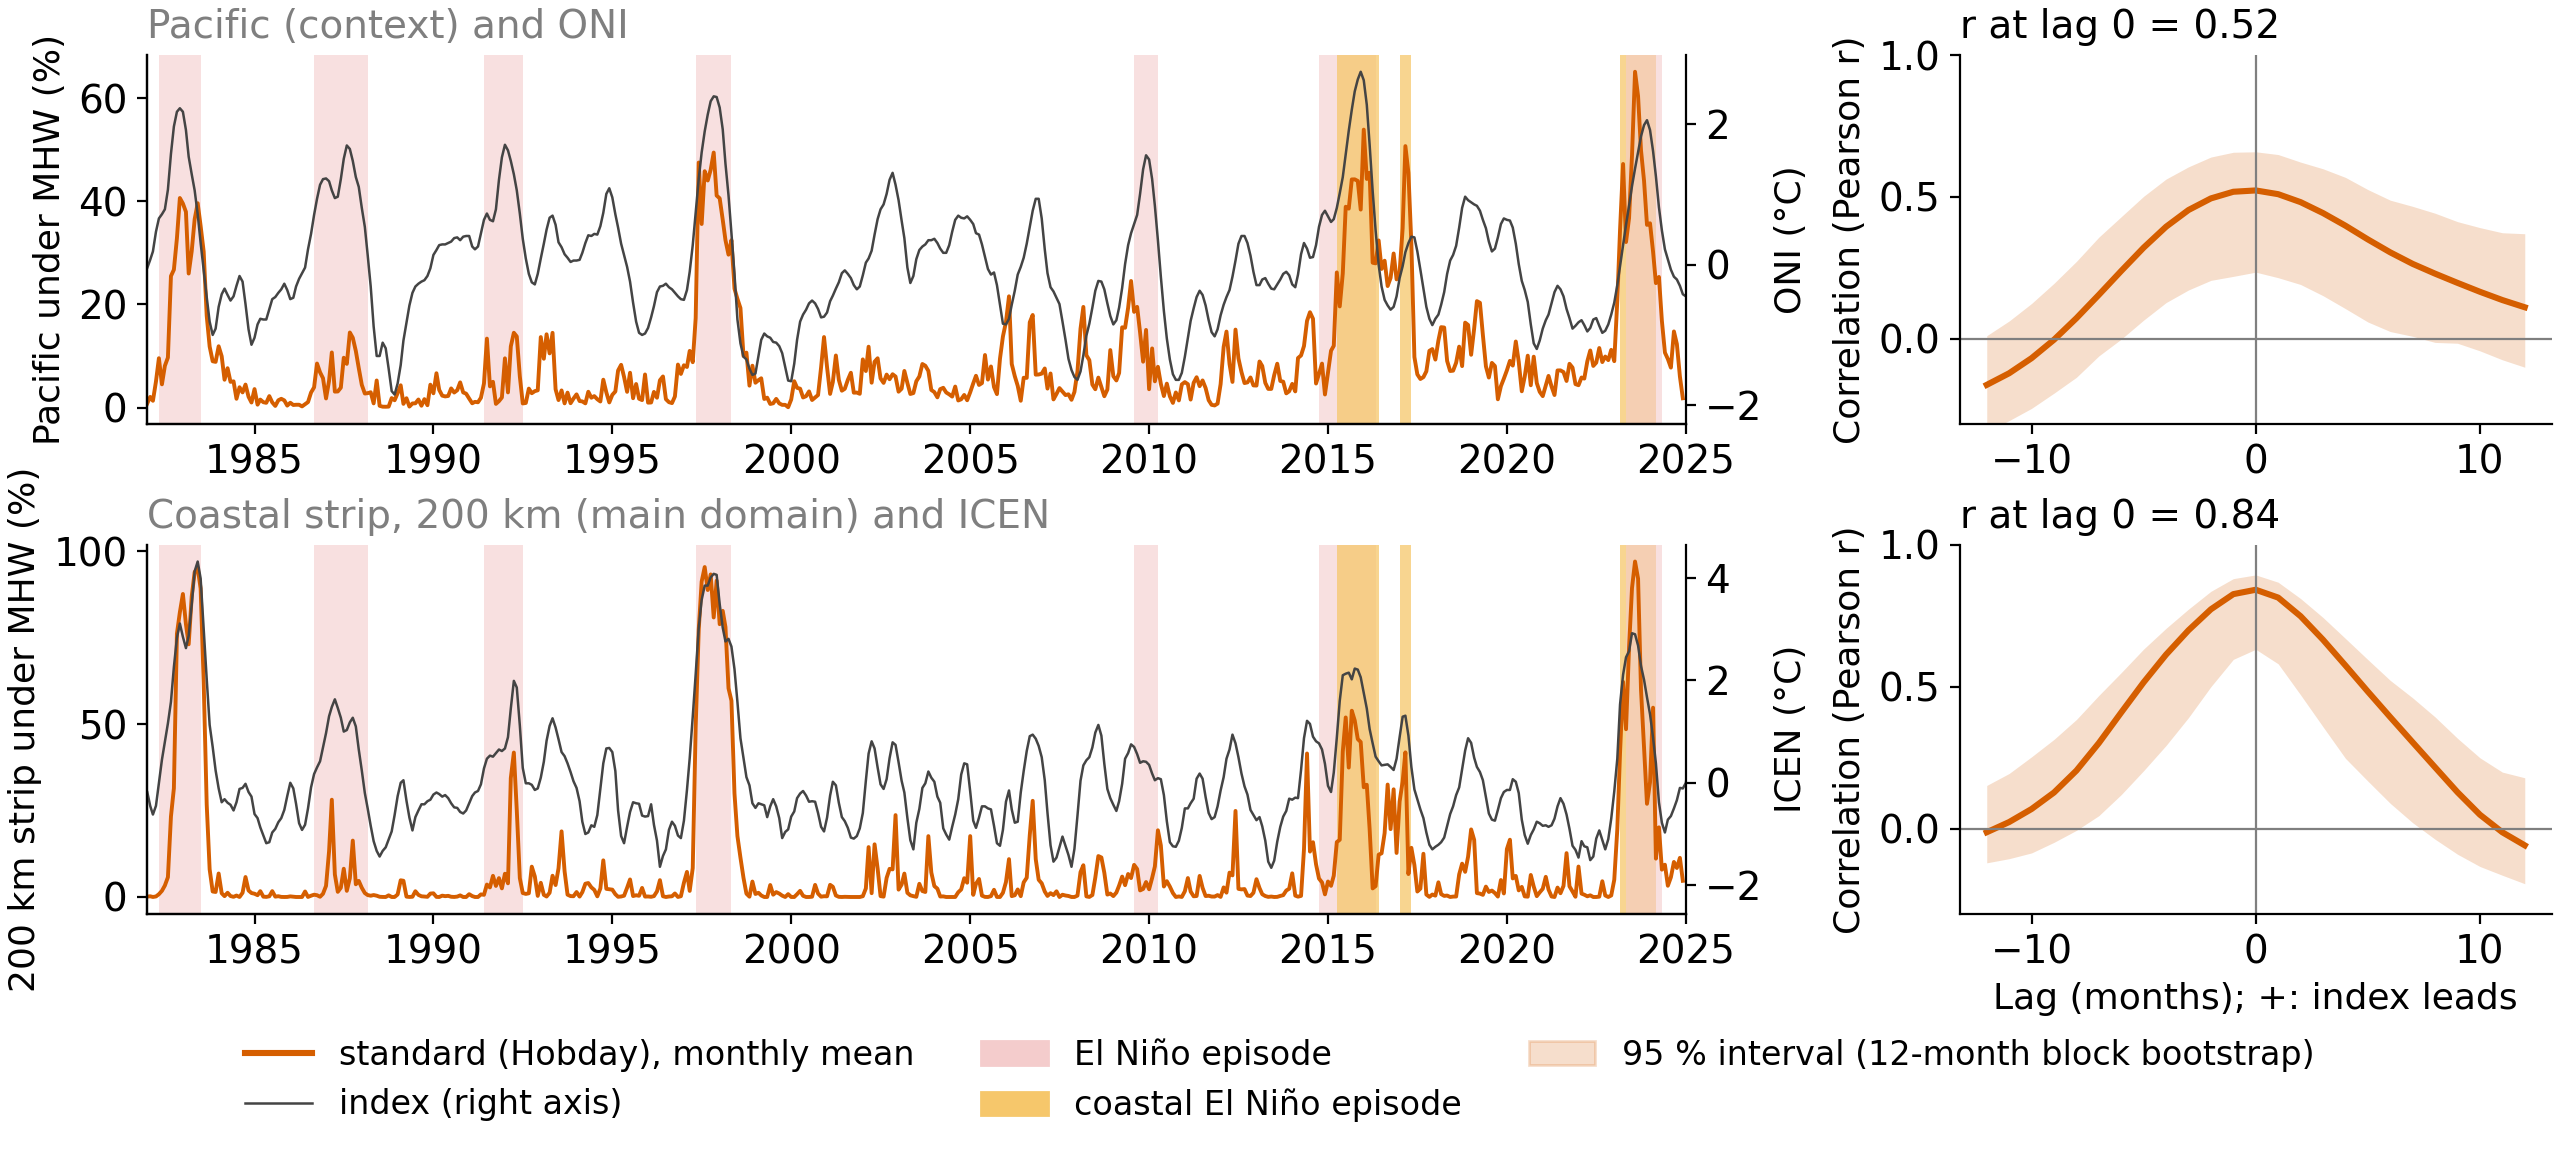 Pacific (context) and ONI
r at lag 0 = 0.52
Pacific under MHW (%)
60
40
20
0
2
0
−2
ONI (°C)
1985 1990 1995 2000 2005 2010 2015 2020 2025
Correlation (Pearson r)
1.0
0.5
0.0
−10 0 10
Coastal strip, 200 km (main domain) and ICEN
r at lag 0 = 0.84
200 km strip under MHW (%)
100
50
0
4
2
0
−2
ICEN (°C)
1985 1990 1995 2000 2005 2010 2015 2020 2025
Correlation (Pearson r)
1.0
0.5
0.0
−10 0 10
Lag (months); +: index leads
standard (Hobday), monthly mean
index (right axis)
El Niño episode
coastal El Niño episode
95 % interval (12-month block bootstrap)